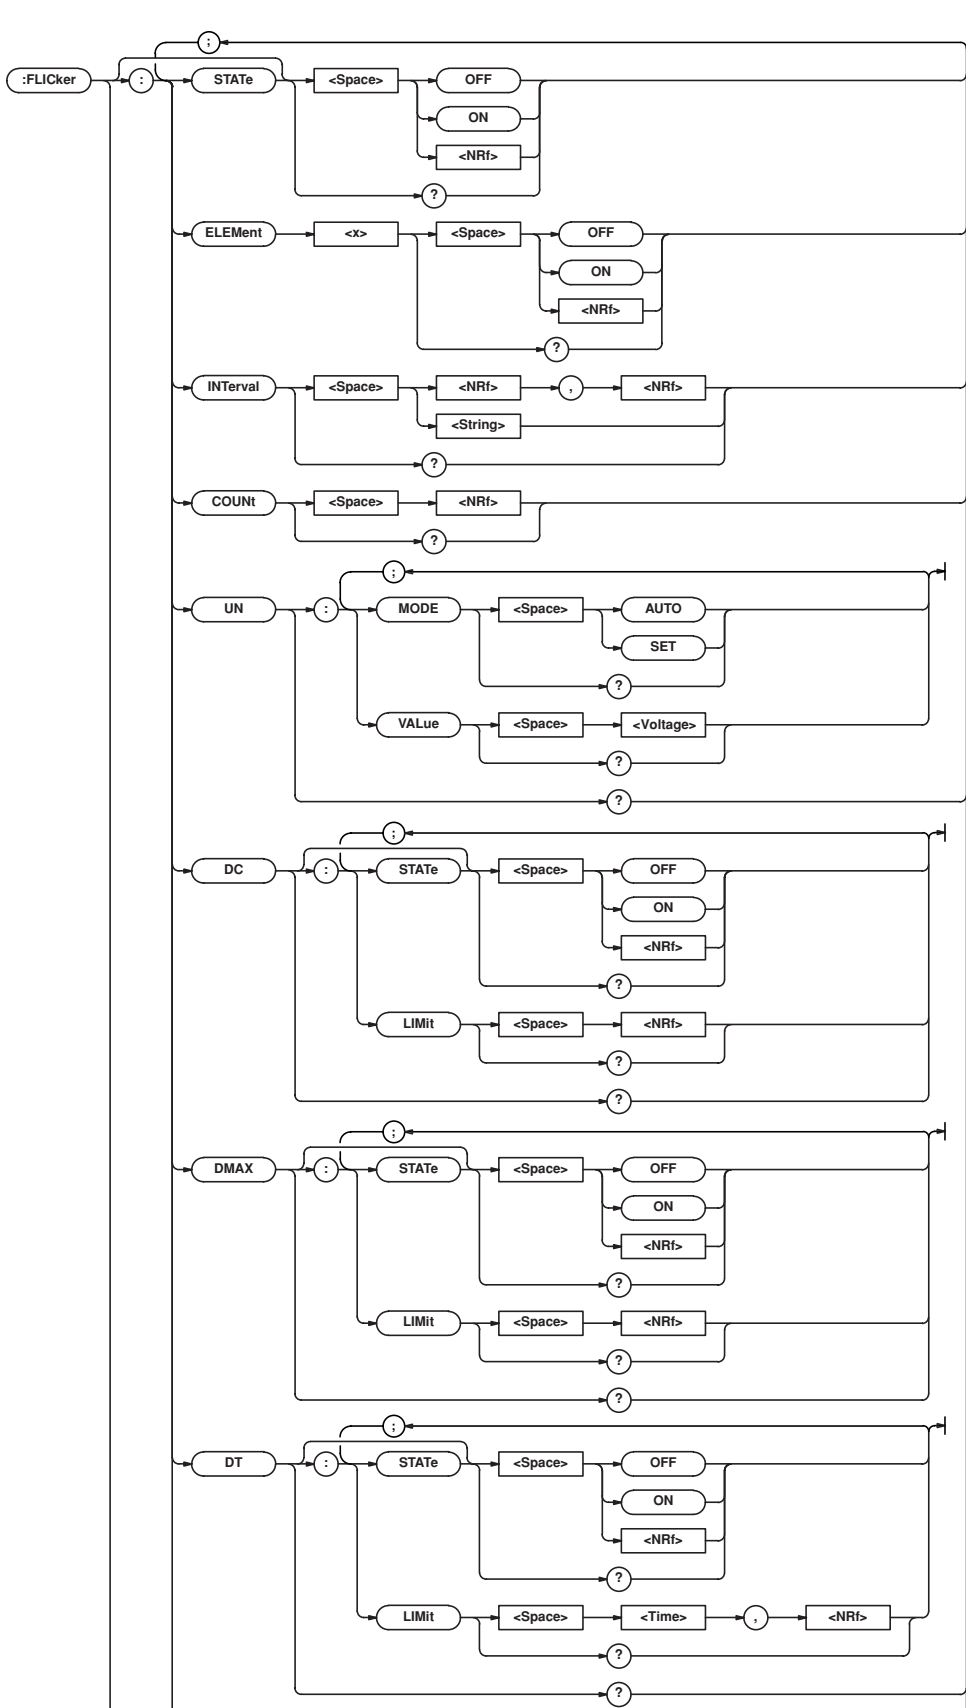 ;
:FLICker : STATe <Space> OFF
ON
<NRf>
?
ELEMent <x> <Space> OFF
ON
<NRf>
?
INTerval <Space> <NRf> , <NRf>
<String>
?
COUNt <Space> <NRf>
?
;
UN : MODE <Space> AUTO
SET
?
VALue <Space> <Voltage>
?
?
;
DC : STATe <Space> OFF
ON
<NRf>
?
LIMit <Space> <NRf>
?
?
;
DMAX : STATe <Space> OFF
ON
<NRf>
?
LIMit <Space> <NRf>
?
?
;
DT : STATe <Space> OFF
ON
<NRf>
?
LIMit <Space> <Time> , <NRf>
?
?